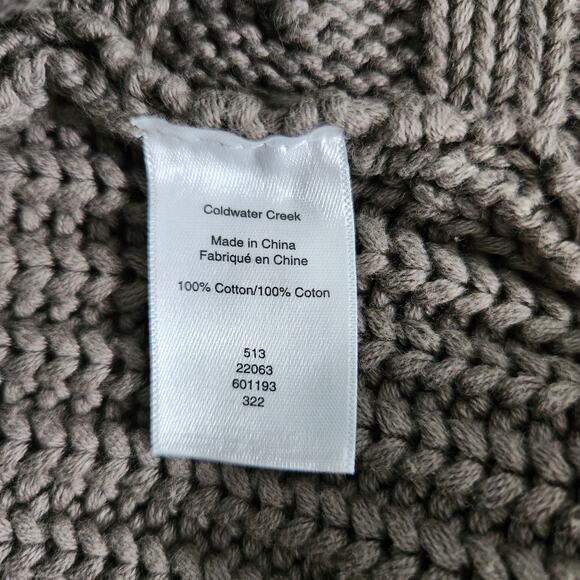 Coldwater Creek
Made in China
Fabriqué en Chine
100% Cotton/100% Coton
513
22063
601193
322